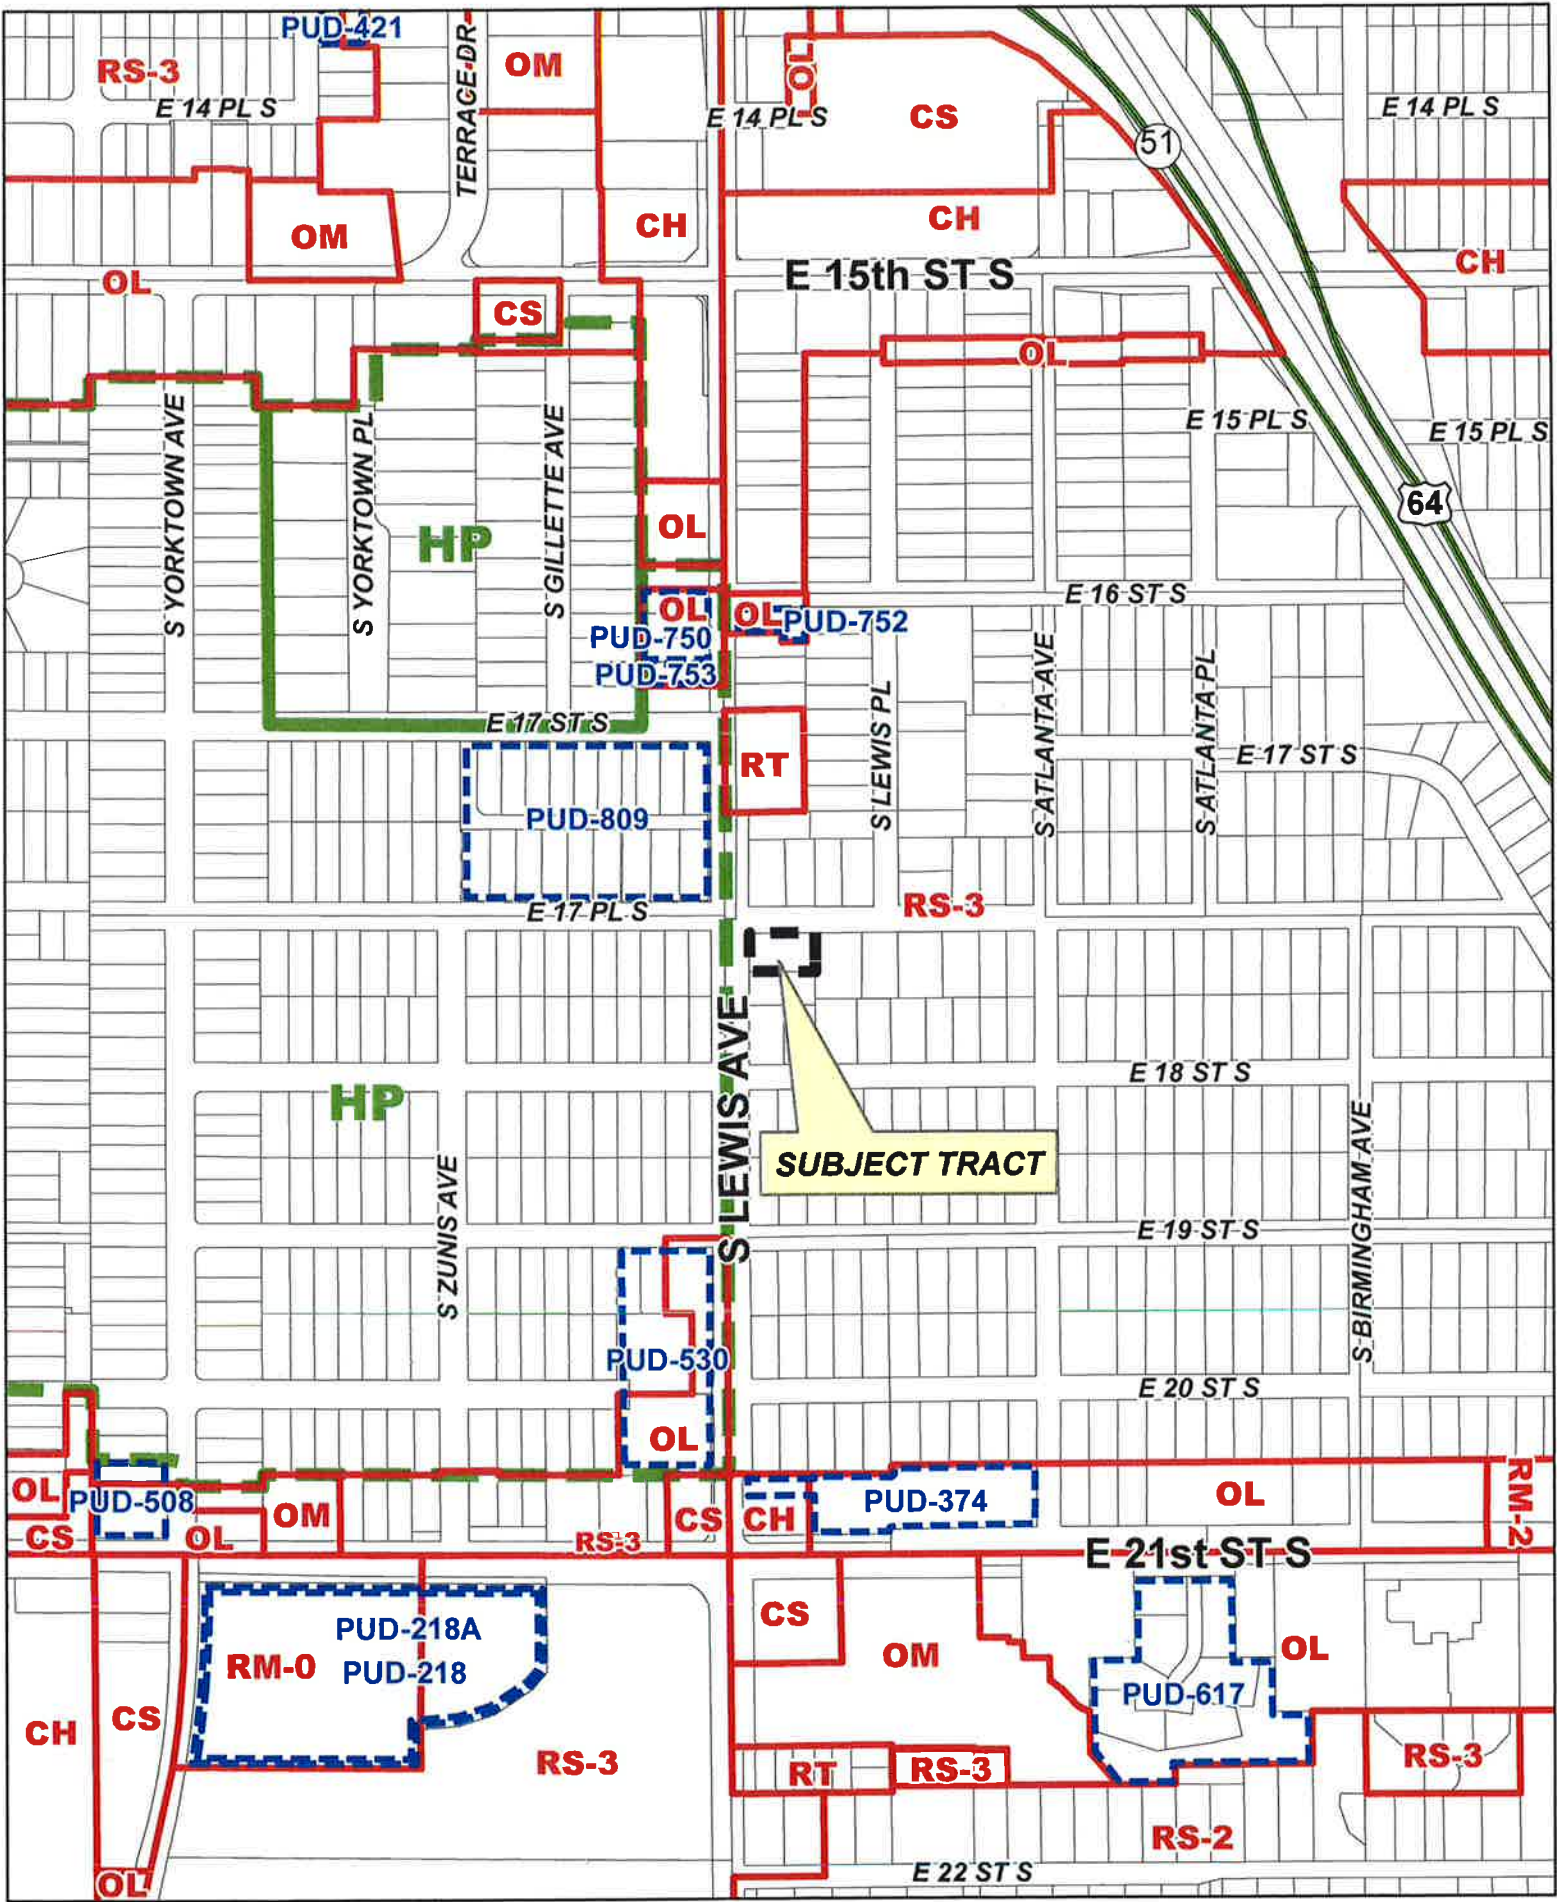 PUD-421
RS-3
OM
OL
TERRACE DR
E 14 PL S
E 14 PL S
CS
E 14 PL S
51
OM
CH
CH
CH
OL
E 15th ST S
CS
OL
E 15 PL S
E 15 PL S
S YORKTOWN AVE
S YORKTOWN PL
S GILLETTE AVE
64
HP
OL
E 16 ST S
OL
OL
PUD-752
PUD-750
PUD-753
S LEWIS PL
S ATLANTA AVE
S ATLANTA PL
E 17 ST S
E 17 ST S
RT
PUD-809
RS-3
E 17 PL S
S LEWIS AVE
E 18 ST S
HP
SUBJECT TRACT
S ZUNIS AVE
S BIRMINGHAM AVE
E 19 ST S
PUD-530
E 20 ST S
OL
OL
PUD-508
OM
CS
CH
PUD-374
OL
RM-2
CS
OL
RS-3
E 21st ST S
CS
PUD-218A
RM-0
PUD-218
OM
OL
PUD-617
CS
CH
RS-3
RT
RS-3
RS-3
RS-2
E 22 ST S
OL